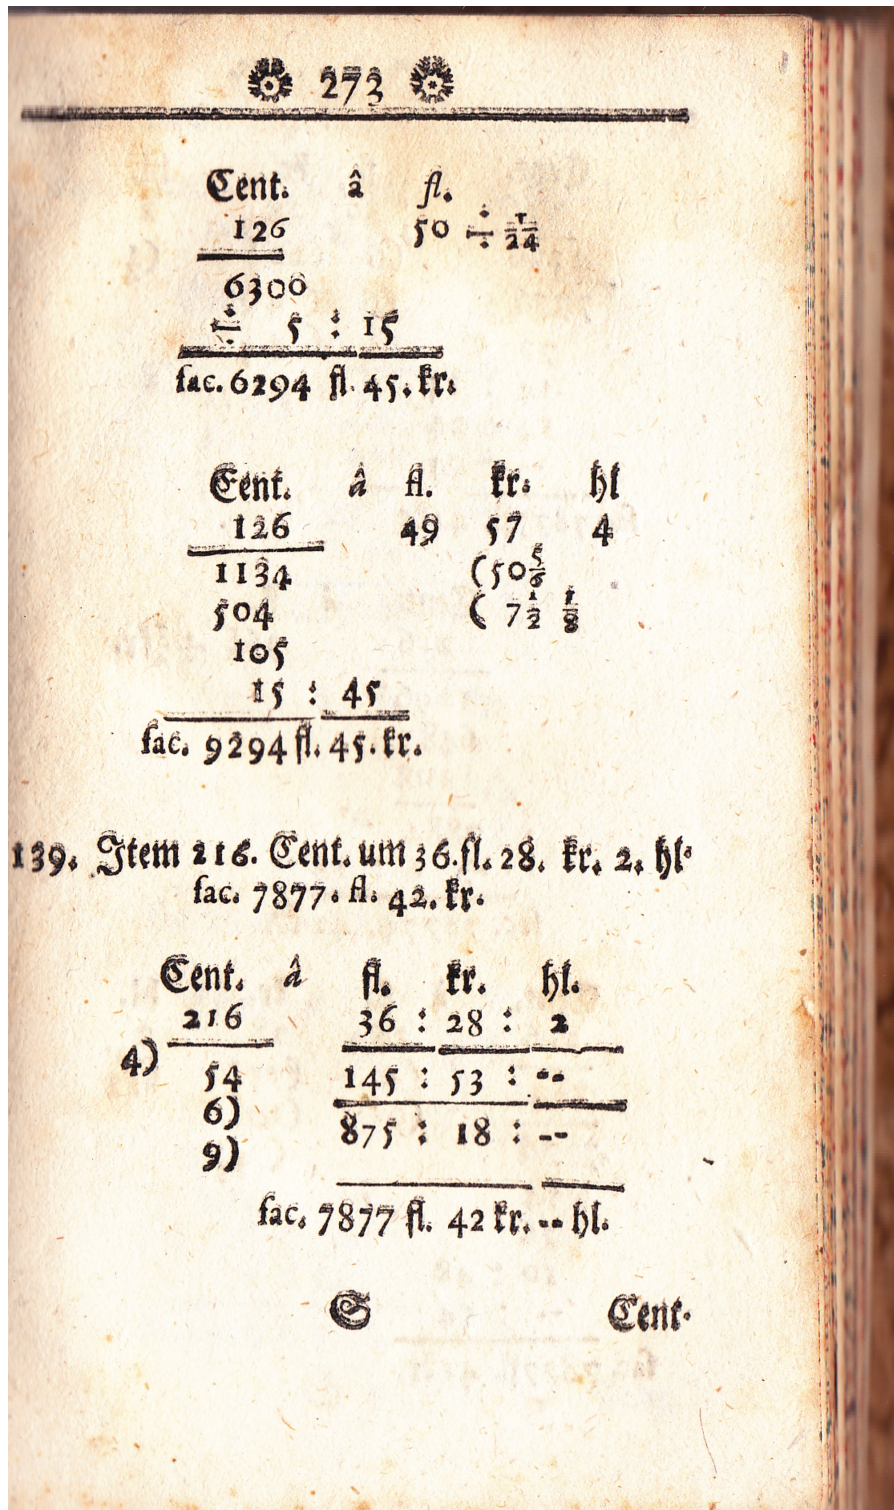 273
Cent. â fl.
126 50 ÷ 1/24
6300
÷ 5 : 15
fac. 6294 fl. 45. kr.
Cent. â fl. kr. hl
126 49 57 4
1134 (50 5/6
504 ( 7 1/2 1/8
105
15 : 45
fac. 9294 fl. 45. kr.
139. Item 216. Cent. um 36. fl. 28. kr. 2. hl.
fac. 7877. fl. 42. kr.
Cent. â fl. kr. hl.
216 36 : 28 : 2
4) 54 145 : 53 : --
6) 875 : 18 : --
9)
fac. 7877 fl. 42 kr. -- hl.
S Cent.